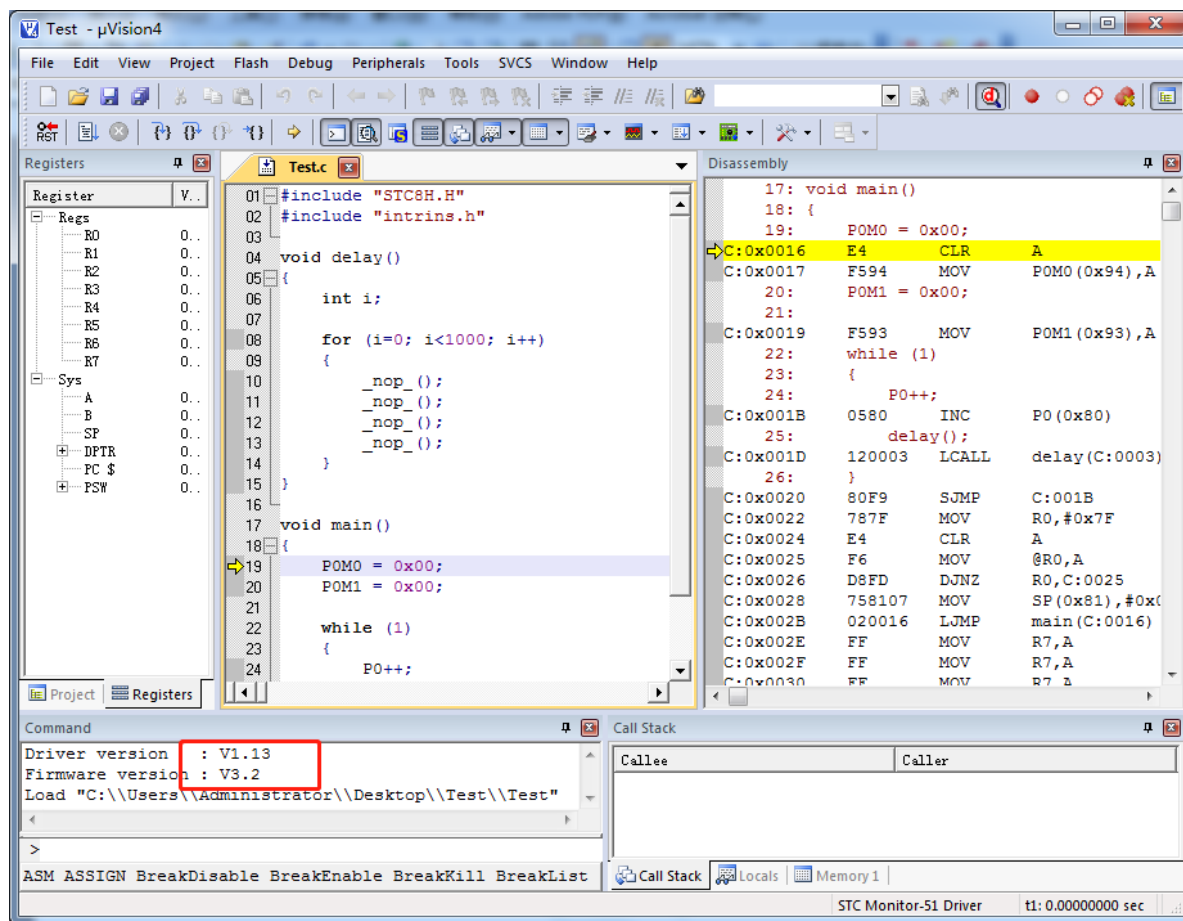 Test - µVision4
File Edit View Project Flash Debug Peripherals Tools SVCS Window Help
RST
Registers
Register V..
Regs
R0 0..
R1 0..
R2 0..
R3 0..
R4 0..
R5 0..
R6 0..
R7 0..
Sys
A 0..
B 0..
SP 0..
DPTR 0..
PC $ 0..
PSW 0..
Project Registers
Test.c
01 #include "STC8H.H"
02 #include "intrins.h"
03
04 void delay()
05 {
06 int i;
07
08 for (i=0; i<1000; i++)
09 {
10 _nop_();
11 _nop_();
12 _nop_();
13 _nop_();
14 }
15 }
16
17 void main()
18 {
19 P0M0 = 0x00;
20 P0M1 = 0x00;
21
22 while (1)
23 {
24 P0++;
Disassembly
17: void main()
18: {
19: P0M0 = 0x00;
C:0x0016 E4 CLR A
C:0x0017 F594 MOV P0M0(0x94),A
20: P0M1 = 0x00;
21:
C:0x0019 F593 MOV P0M1(0x93),A
22: while (1)
23: {
24: P0++;
C:0x001B 0580 INC P0(0x80)
25: delay();
C:0x001D 120003 LCALL delay(C:0003)
26: }
C:0x0020 80F9 SJMP C:001B
C:0x0022 787F MOV R0,#0x7F
C:0x0024 E4 CLR A
C:0x0025 F6 MOV @R0,A
C:0x0026 D8FD DJNZ R0,C:0025
C:0x0028 758107 MOV SP(0x81),#0x0
C:0x002B 020016 LJMP main(C:0016)
C:0x002E FF MOV R7,A
C:0x002F FF MOV R7,A
C:0x0030 FF MOV R7,A
Command
Driver version : V1.13
Firmware version : V3.2
Load "C:\\Users\\Administrator\\Desktop\\Test\\Test"
>
ASM ASSIGN BreakDisable BreakEnable BreakKill BreakList
Call Stack
Callee Caller
Call Stack Locals Memory 1
STC Monitor-51 Driver t1: 0.00000000 sec